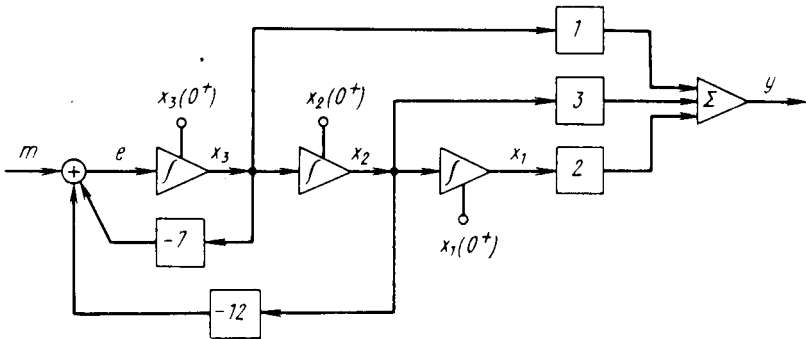 1
x₃(0⁺)
x₂(0⁺)
3
Σ
y
m
+
e
∫
x₃
∫
x₂
∫
x₁
2
x₁(0⁺)
-7
-12